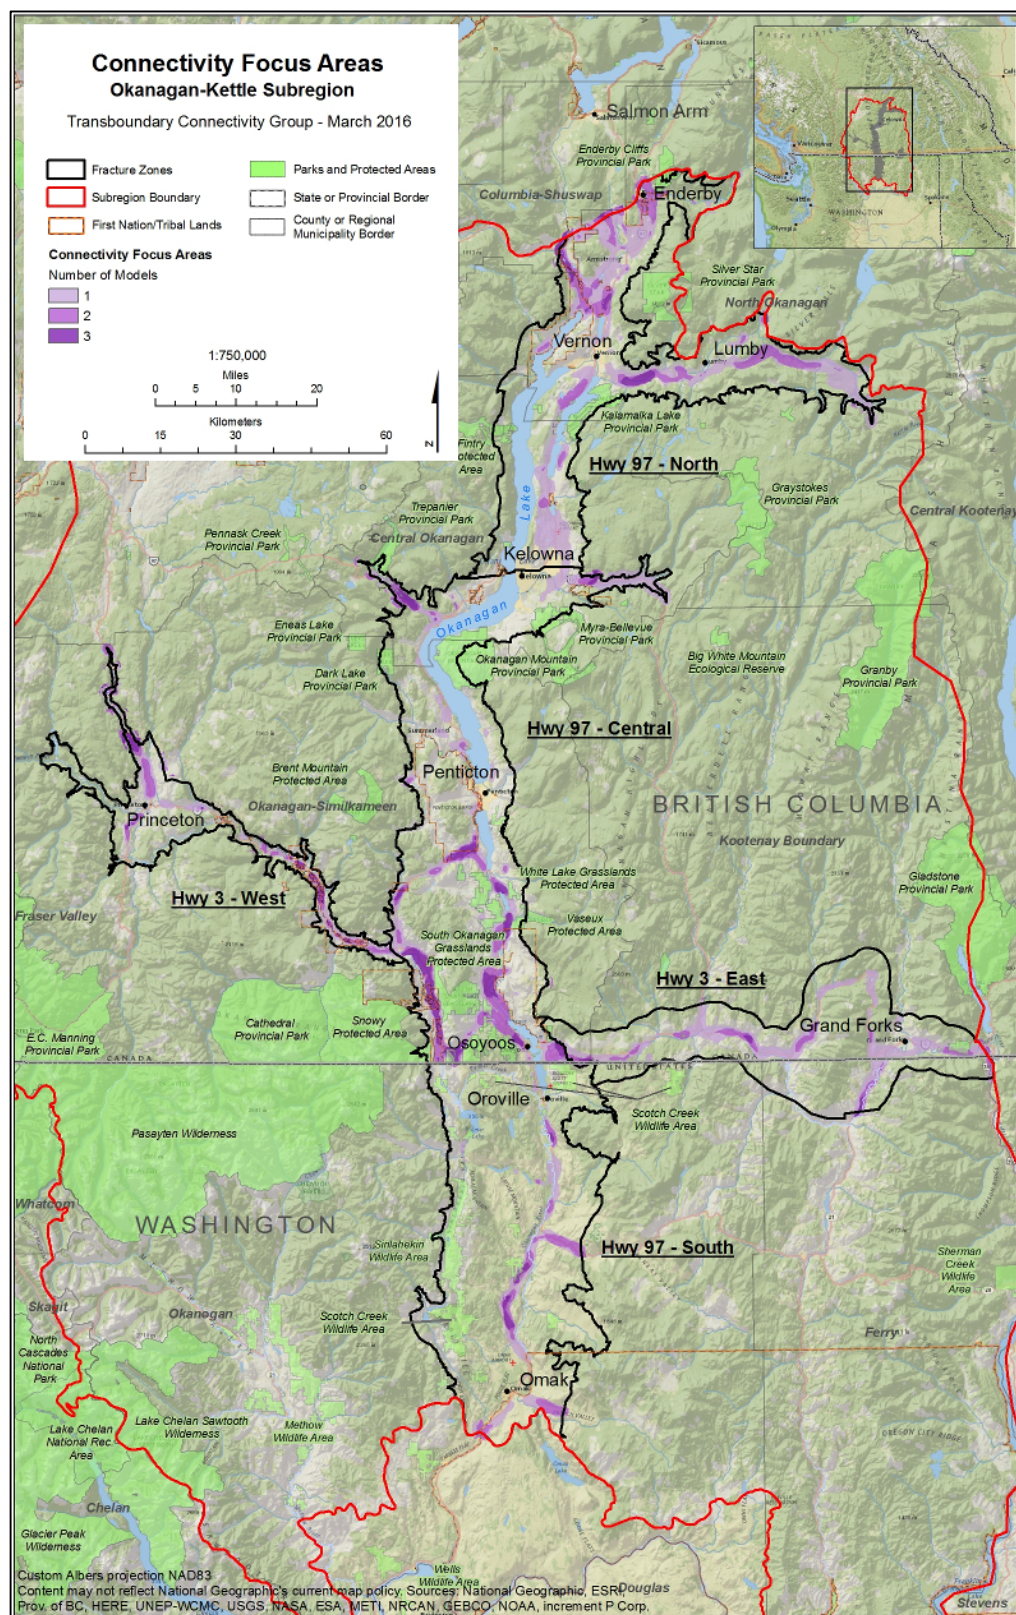 Connectivity Focus Areas
Okanagan-Kettle Subregion
Transboundary Connectivity Group - March 2016
Fracture Zones
Parks and Protected Areas
Subregion Boundary
State or Provincial Border
First Nation/Tribal Lands
County or Regional
Municipality Border
Connectivity Focus Areas
Number of Models
1
2
3
1:750,000
Miles
0 5 10 20
Kilometers
0 15 30 60
N
WASHINGTON
Seattle
Olympia
Salmon Arm
Enderby Cliffs
Provincial Park
Columbia-Shuswap
Enderby
Armstrong
Silver Star
Provincial Park
North Okanagan
Vernon
Lumby
Kalamalka Lake
Provincial Park
Fintry
Protected
Area
Hwy 97 - North
Graystokes
Provincial Park
Central Kootenay
Trepanier
Provincial Park
Pennask Creek
Provincial Park
Central Okanagan
Lake
Kelowna
Kelowna
Okanagan
Eneas Lake
Provincial Park
Myra-Bellevue
Provincial Park
Okanagan Mountain
Provincial Park
Big White Mountain
Ecological Reserve
Granby
Provincial Park
Dark Lake
Provincial Park
Summerland
Hwy 97 - Central
Brent Mountain
Protected Area
Penticton
Okanagan-Similkameen
BRITISH COLUMBIA
Princeton
Kootenay Boundary
White Lake Grasslands
Protected Area
Gladstone
Provincial Park
Hwy 3 - West
Fraser Valley
Vaseux
Protected Area
South Okanagan
Grasslands
Protected Area
Hwy 3 - East
E.C. Manning
Provincial Park
Cathedral
Provincial Park
Snowy
Protected Area
Grand Forks
Osoyoos
CANADA
CANADA
UNITED STATES
Oroville
Scotch Creek
Wildlife Area
Pasayten Wilderness
Whatcom
WASHINGTON
Sinlahekin
Wildlife Area
Hwy 97 - South
Sherman
Creek
Wildlife
Area
Skagit
Okanogan
Scotch Creek
Wildlife Area
North
Cascades
National
Park
Ferry
Omak
Omak
Lake Chelan Sawtooth
Wilderness
Lake Chelan
National Rec.
Area
Methow
Wildlife Area
Chelan
Glacier Peak
Wilderness
Wells
Wildlife Area
Douglas
Stevens
Custom Albers projection NAD83
Content may not reflect National Geographic's current map policy. Sources: National Geographic, ESRI,
Prov. of BC, HERE, UNEP-WCMC, USGS, NASA, ESA, METI, NRCAN, GEBCO, NOAA, increment P Corp.